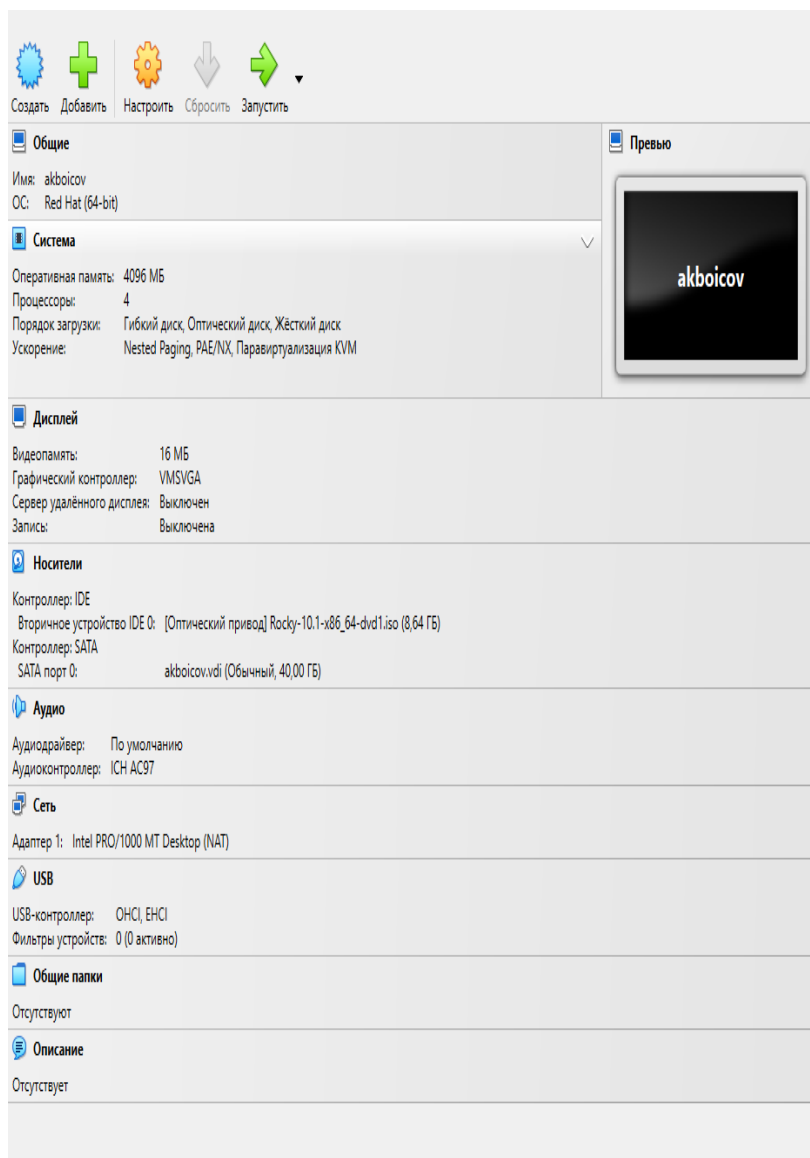 Создать Добавить Настроить Сбросить Запустить
Общие
Имя: akboicov
ОС: Red Hat (64-bit)
Превью
akboicov
Система
Оперативная память: 4096 МБ
Процессоры: 4
Порядок загрузки: Гибкий диск, Оптический диск, Жёсткий диск
Ускорение: Nested Paging, PAE/NX, Паравиртуализация KVM
Дисплей
Видеопамять: 16 МБ
Графический контроллер: VMSVGA
Сервер удалённого дисплея: Выключен
Запись: Выключена
Носители
Контроллер: IDE
Вторичное устройство IDE 0: [Оптический привод] Rocky-10.1-x86_64-dvd1.iso (8,64 ГБ)
Контроллер: SATA
SATA порт 0: akboicov.vdi (Обычный, 40,00 ГБ)
Аудио
Аудиодрайвер: По умолчанию
Аудиоконтроллер: ICH AC97
Сеть
Адаптер 1: Intel PRO/1000 MT Desktop (NAT)
USB
USB-контроллер: OHCI, EHCI
Фильтры устройств: 0 (0 активно)
Общие папки
Отсутствуют
Описание
Отсутствует